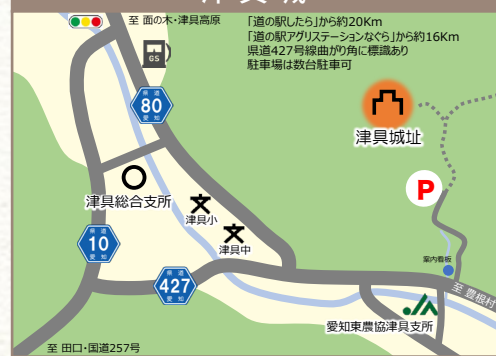 至 面の木・津具高原
「道の駅したら」から約20Km
「道の駅アグリステーションなぐら」から約16Km
県道427号線曲がり角に標識あり
駐車場は数台駐車可
GS
県道
80
愛知
津具城址
P
津具総合支所
津具小
津具中
県道
10
愛知
県道
427
愛知
案内看板
至 豊根村
愛知東農協津具支所
至 田口・国道257号